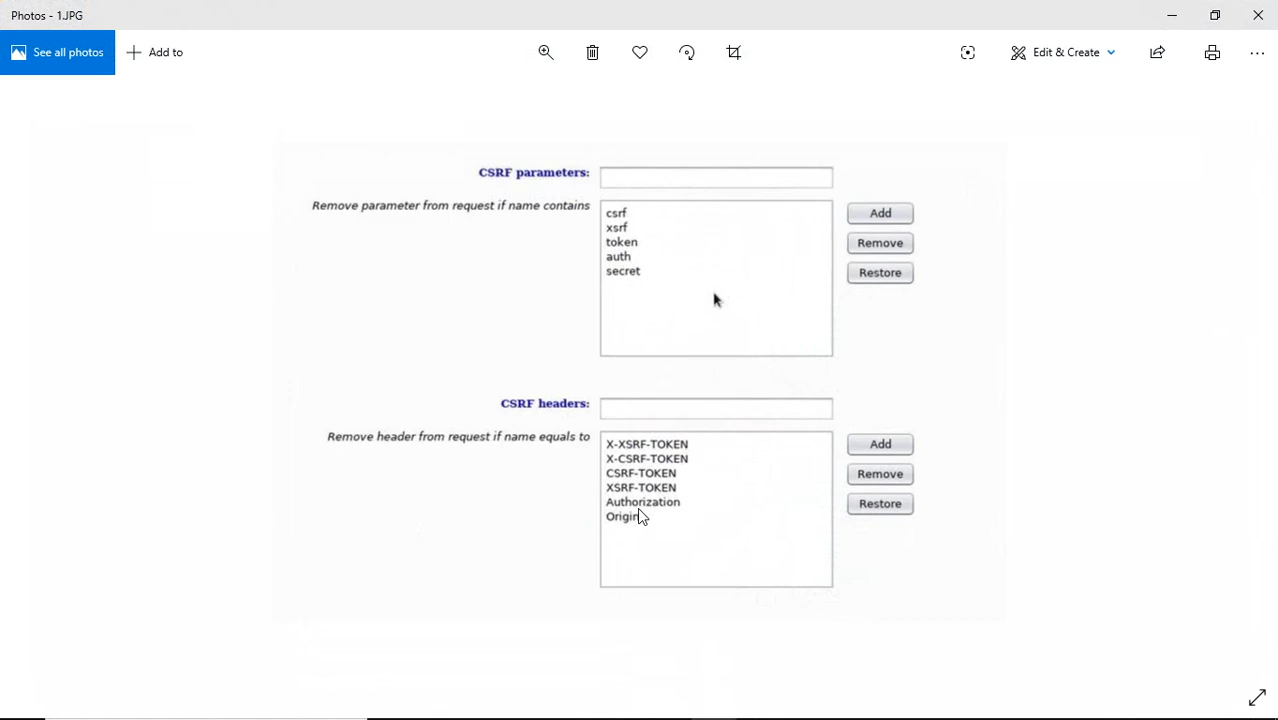 Photos - 1.JPG
See all photos
Add to
Edit & Create
CSRF parameters:
Remove parameter from request if name contains
csrf
xsrf
token
auth
secret
Add
Remove
Restore
CSRF headers:
Remove header from request if name equals to
X-XSRF-TOKEN
X-CSRF-TOKEN
CSRF-TOKEN
XSRF-TOKEN
Authorization
Origin
Add
Remove
Restore